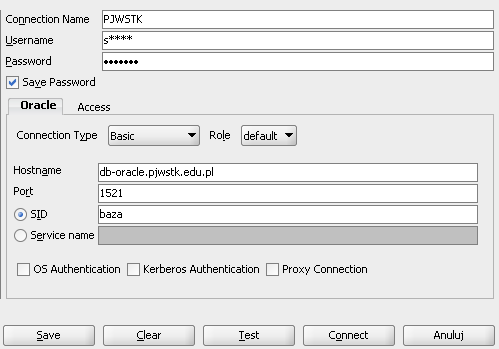 Connection Name PJWSTK
Username s****
Password •••••••
Save Password
Oracle Access
Connection Type Basic Role default
Hostname db-oracle.pjwstk.edu.pl
Port 1521
SID baza
Service name
OS Authentication Kerberos Authentication Proxy Connection
Save Clear Test Connect Anuluj